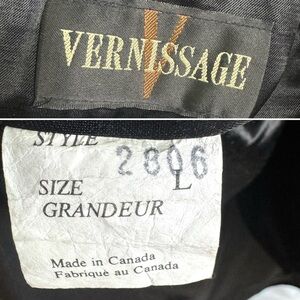 V
VERNISSAGE
STYLE 2806
SIZE L
GRANDEUR
Made in Canada
Fabriqué au Canada